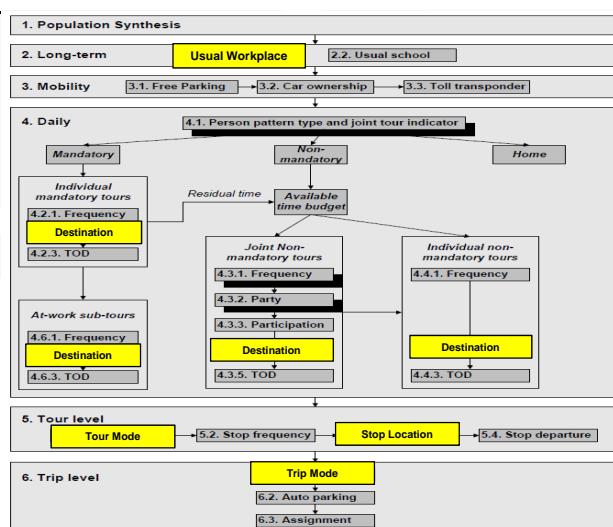 1. Population Synthesis
2. Long-term
Usual Workplace
2.2. Usual school
3. Mobility
3.1. Free Parking
3.2. Car ownership
3.3. Toll transponder
4. Daily
4.1. Person pattern type and joint tour indicator
Mandatory
Non-
mandatory
Home
Individual
mandatory tours
4.2.1. Frequency
Destination
4.2.3. TOD
Residual time
Available
time budget
Joint Non-
mandatory tours
4.3.1. Frequency
4.3.2. Party
4.3.3. Participation
Destination
4.3.5. TOD
Individual non-
mandatory tours
4.4.1. Frequency
Destination
4.4.3. TOD
At-work sub-tours
4.6.1. Frequency
Destination
4.6.3. TOD
5. Tour level
Tour Mode
5.2. Stop frequency
Stop Location
5.4. Stop departure
6. Trip level
Trip Mode
6.2. Auto parking
6.3. Assignment